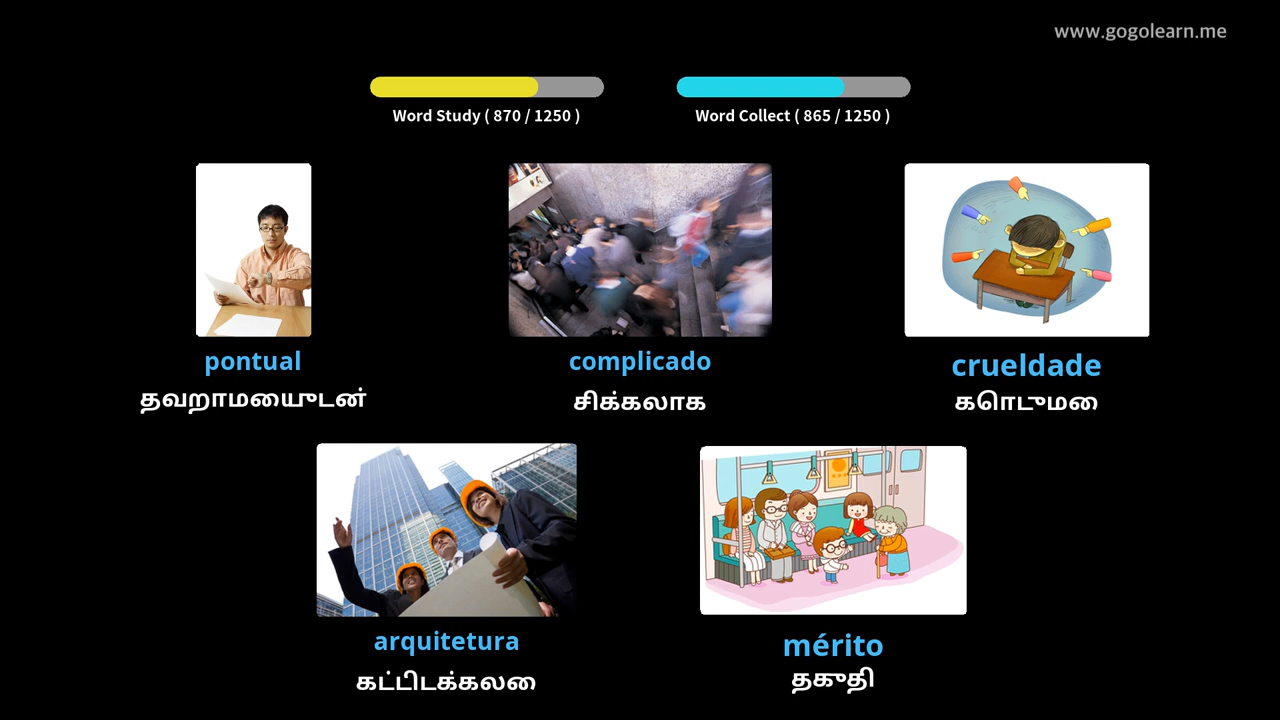 www.gogolearn.me
Word Study ( 870 / 1250 )
Word Collect ( 865 / 1250 )
pontual
complicado
crueldade
தவறாமையுடன்
சிக்கலாக
கொடுமை
arquitetura
mérito
கட்டிடக்கலை
தகுதி